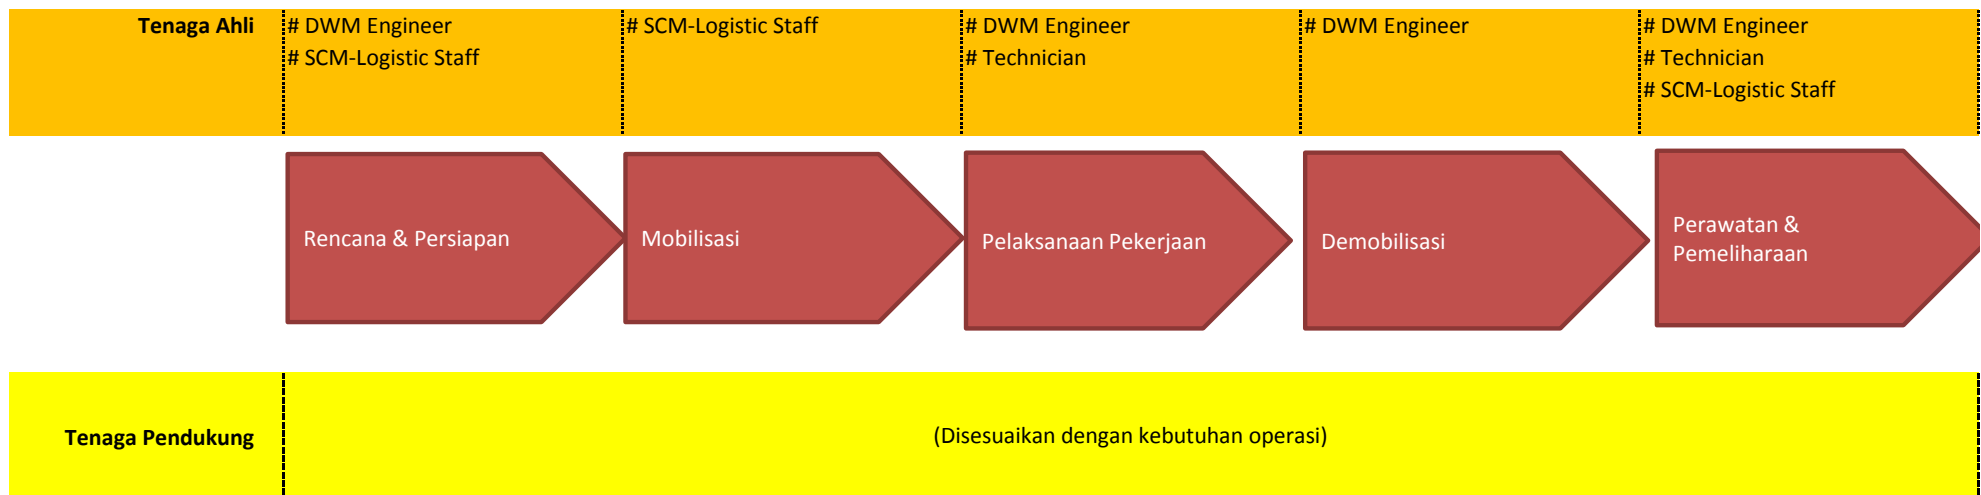 Tenaga Ahli
# DWM Engineer
# SCM-Logistic Staff
# SCM-Logistic Staff
# DWM Engineer
# Technician
# DWM Engineer
# DWM Engineer
# Technician
# SCM-Logistic Staff
Rencana & Persiapan
Mobilisasi
Pelaksanaan Pekerjaan
Demobilisasi
Perawatan &
Pemeliharaan
Tenaga Pendukung
(Disesuaikan dengan kebutuhan operasi)